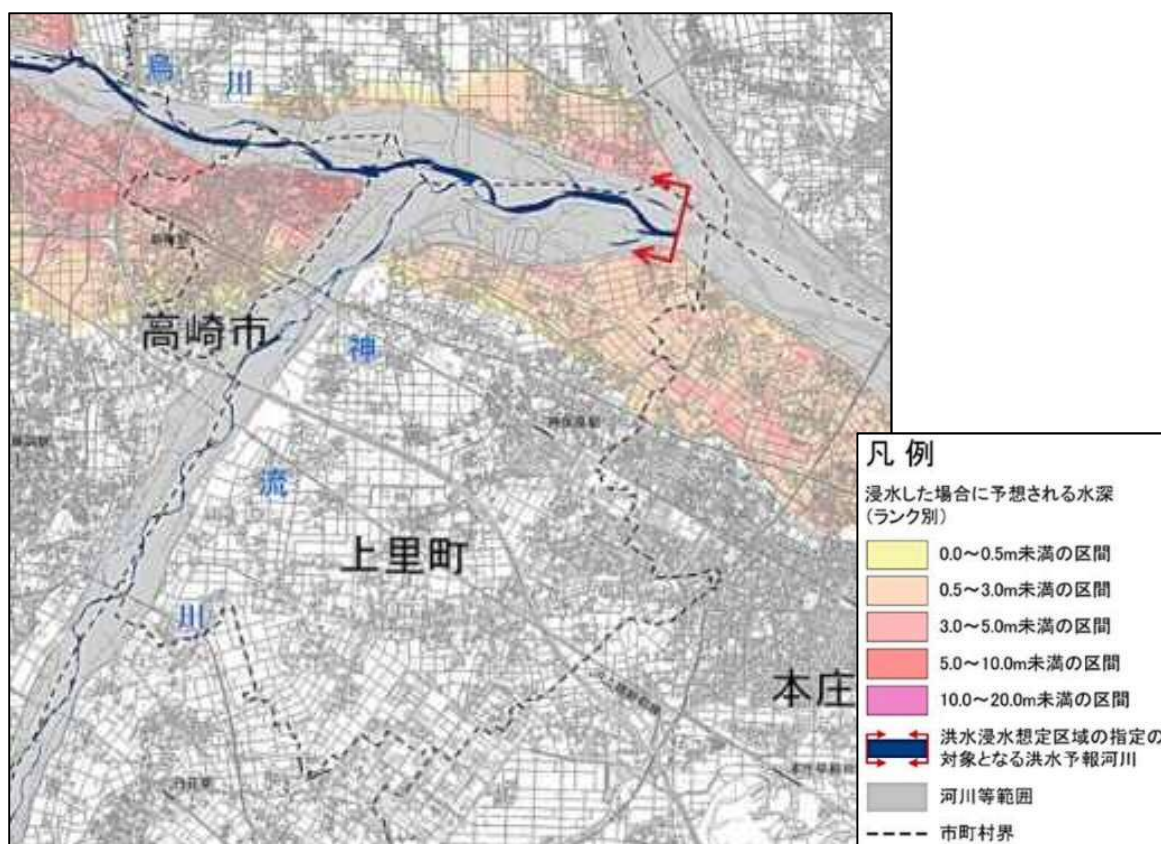 烏
川
高崎市
神
流
川
上里町
本庄
神保原駅
凡例
浸水した場合に予想される水深
(ランク別)
0.0～0.5m未満の区間
0.5～3.0m未満の区間
3.0～5.0m未満の区間
5.0～10.0m未満の区間
10.0～20.0m未満の区間
洪水浸水想定区域の指定の
対象となる洪水予報河川
河川等範囲
市町村界